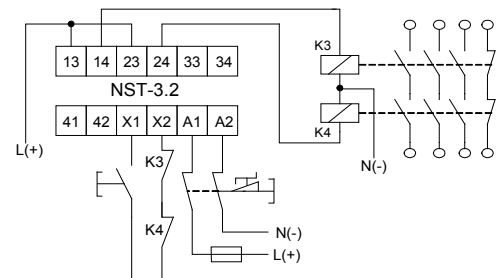 13 14 23 24 33 34
NST-3.2
41 42 X1 X2 A1 A2
L(+)
K3
K4
N(-)
L(+)
K3
K4
N(-)